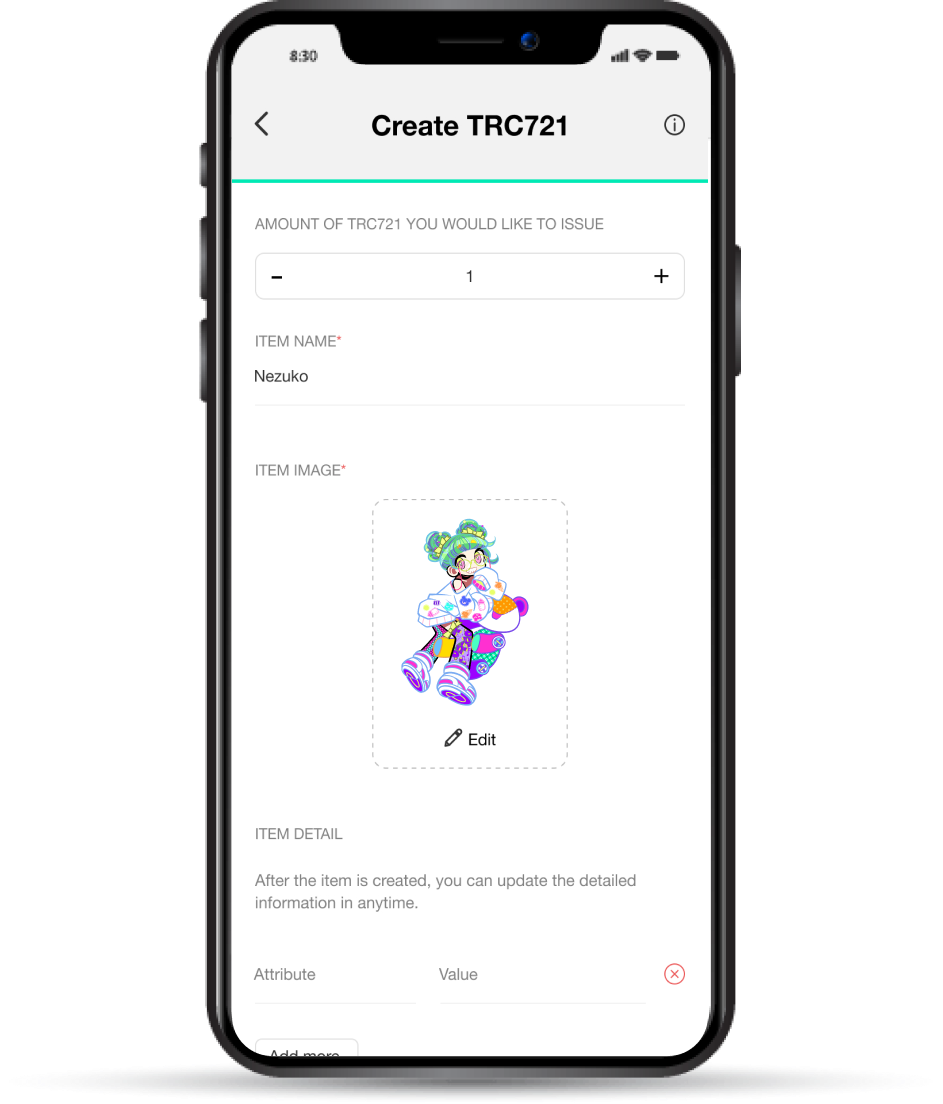 8:30
Create TRC721
AMOUNT OF TRC721 YOU WOULD LIKE TO ISSUE
- 1 +
ITEM NAME*
Nezuko
ITEM IMAGE*
Edit
ITEM DETAIL
After the item is created, you can update the detailed
information in anytime.
Attribute Value
Add more